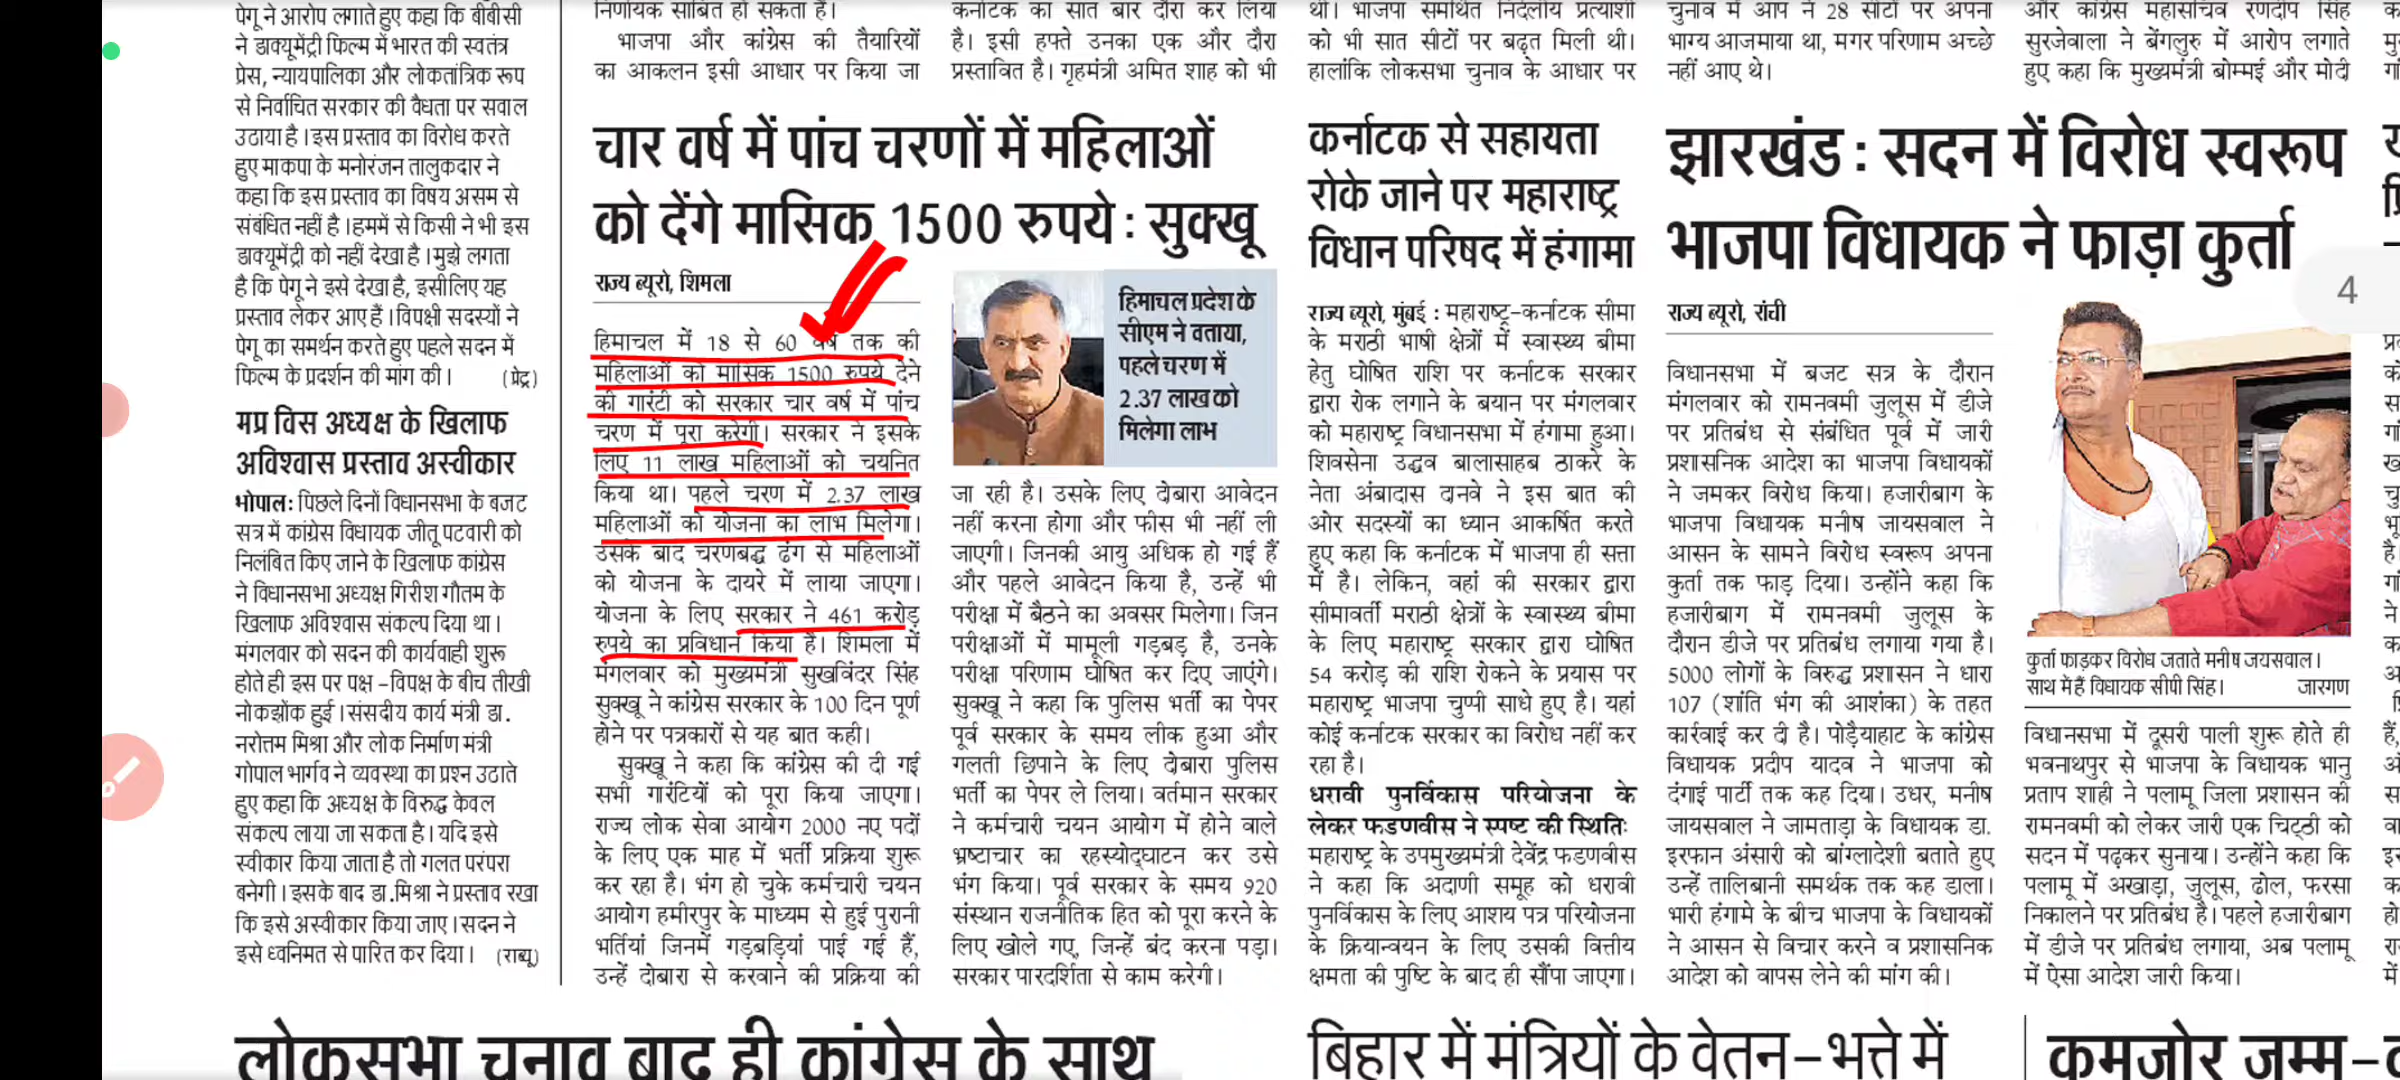 पेगू ने आरोप लगाते हुए कहा कि बीबीसी
ने डाक्यूमेंट्री फिल्म में भारत की स्वतंत्र
प्रेस, न्यायपालिका और लोकतांत्रिक रूप
से निर्वाचित सरकार की वैधता पर सवाल
उठाया है। इस प्रस्ताव का विरोध करते
हुए माकपा के मनोरंजन तालुकदार ने
कहा कि इस प्रस्ताव का विषय असम से
संबंधित नहीं है। हममें से किसी ने भी इस
डाक्यूमेंट्री को नहीं देखा है। मुझे लगता
है कि पेगू ने इसे देखा है, इसीलिए यह
प्रस्ताव लेकर आए हैं। विपक्षी सदस्यों ने
पेगू का समर्थन करते हुए पहले सदन में
फिल्म के प्रदर्शन की मांग की। (प्रेट्र)
मप्र विस अध्यक्ष के खिलाफ
अविश्वास प्रस्ताव अस्वीकार
भोपाल: पिछले दिनों विधानसभा के बजट
सत्र में कांग्रेस विधायक जीतू पटवारी को
निलंबित किए जाने के खिलाफ कांग्रेस
ने विधानसभा अध्यक्ष गिरीश गौतम के
खिलाफ अविश्वास संकल्प दिया था।
मंगलवार को सदन की कार्यवाही शुरू
होते ही इस पर पक्ष-विपक्ष के बीच तीखी
नोकझोंक हुई। संसदीय कार्य मंत्री डा.
नरोत्तम मिश्रा और लोक निर्माण मंत्री
गोपाल भार्गव ने व्यवस्था का प्रश्न उठाते
हुए कहा कि अध्यक्ष के विरुद्ध केवल
संकल्प लाया जा सकता है। यदि इसे
स्वीकार किया जाता है तो गलत परंपरा
बनेगी। इसके बाद डा.मिश्रा ने प्रस्ताव रखा
कि इसे अस्वीकार किया जाए। सदन ने
इसे ध्वनिमत से पारित कर दिया। (राब्यू)
निर्णायक साबित हो सकता है।
भाजपा और कांग्रेस की तैयारियों
का आकलन इसी आधार पर किया जा
कर्नाटक का सात बार दौरा कर लिया
है। इसी हफ्ते उनका एक और दौरा
प्रस्तावित है। गृहमंत्री अमित शाह को भी
थी। भाजपा समर्थित निर्दलीय प्रत्याशी
को भी सात सीटों पर बढ़त मिली थी।
हालांकि लोकसभा चुनाव के आधार पर
चुनाव में आप ने 28 सीटों पर अपना
भाग्य आजमाया था, मगर परिणाम अच्छे
नहीं आए थे।
और कांग्रेस महासचिव रणदीप सिंह
सुरजेवाला ने बेंगलुरु में आरोप लगाते
हुए कहा कि मुख्यमंत्री बोम्मई और मोदी
चार वर्ष में पांच चरणों में महिलाओं
को देंगे मासिक 1500 रुपये : सुक्खू
राज्य ब्यूरो, शिमला
हिमाचल में 18 से 60 वर्ष तक की
महिलाओं को मासिक 1500 रुपये देने
की गारंटी को सरकार चार वर्ष में पांच
चरण में पूरा करेगी। सरकार ने इसके
लिए 11 लाख महिलाओं को चयनित
किया था। पहले चरण में 2.37 लाख
महिलाओं को योजना का लाभ मिलेगा।
उसके बाद चरणबद्ध ढंग से महिलाओं
को योजना के दायरे में लाया जाएगा।
योजना के लिए सरकार ने 461 करोड़
रुपये का प्रविधान किया है। शिमला में
मंगलवार को मुख्यमंत्री सुखविंदर सिंह
सुक्खू ने कांग्रेस सरकार के 100 दिन पूर्ण
होने पर पत्रकारों से यह बात कही।
सुक्खू ने कहा कि कांग्रेस की दी गई
सभी गारंटियों को पूरा किया जाएगा।
राज्य लोक सेवा आयोग 2000 नए पदों
के लिए एक माह में भर्ती प्रक्रिया शुरू
कर रहा है। भंग हो चुके कर्मचारी चयन
आयोग हमीरपुर के माध्यम से हुई पुरानी
भर्तियां जिनमें गड़बड़ियां पाई गई हैं,
उन्हें दोबारा से करवाने की प्रक्रिया की
हिमाचल प्रदेश के
सीएम ने बताया,
पहले चरण में
2.37 लाख को
मिलेगा लाभ
जा रही है। उसके लिए दोबारा आवेदन
नहीं करना होगा और फीस भी नहीं ली
जाएगी। जिनकी आयु अधिक हो गई हैं
और पहले आवेदन किया है, उन्हें भी
परीक्षा में बैठने का अवसर मिलेगा। जिन
परीक्षाओं में मामूली गड़बड़ है, उनके
परीक्षा परिणाम घोषित कर दिए जाएंगे।
सुक्खू ने कहा कि पुलिस भर्ती का पेपर
पूर्व सरकार के समय लीक हुआ और
गलती छिपाने के लिए दोबारा पुलिस
भर्ती का पेपर ले लिया। वर्तमान सरकार
ने कर्मचारी चयन आयोग में होने वाले
भ्रष्टाचार का रहस्योद्घाटन कर उसे
भंग किया। पूर्व सरकार के समय 920
संस्थान राजनीतिक हित को पूरा करने के
लिए खोले गए, जिन्हें बंद करना पड़ा।
सरकार पारदर्शिता से काम करेगी।
कर्नाटक से सहायता
रोके जाने पर महाराष्ट्र
विधान परिषद में हंगामा
राज्य ब्यूरो, मुंबई : महाराष्ट्र-कर्नाटक सीमा
के मराठी भाषी क्षेत्रों में स्वास्थ्य बीमा
हेतु घोषित राशि पर कर्नाटक सरकार
द्वारा रोक लगाने के बयान पर मंगलवार
को महाराष्ट्र विधानसभा में हंगामा हुआ।
शिवसेना उद्धव बालासाहब ठाकरे के
नेता अंबादास दानवे ने इस बात की
ओर सदस्यों का ध्यान आकर्षित करते
हुए कहा कि कर्नाटक में भाजपा ही सत्ता
में है। लेकिन, वहां की सरकार द्वारा
सीमावर्ती मराठी क्षेत्रों के स्वास्थ्य बीमा
के लिए महाराष्ट्र सरकार द्वारा घोषित
54 करोड़ की राशि रोकने के प्रयास पर
महाराष्ट्र भाजपा चुप्पी साधे हुए है। यहां
कोई कर्नाटक सरकार का विरोध नहीं कर
रहा है।
धरावी पुनर्विकास परियोजना के
लेकर फडणवीस ने स्पष्ट की स्थितिः
महाराष्ट्र के उपमुख्यमंत्री देवेंद्र फडणवीस
ने कहा कि अदाणी समूह को धरावी
पुनर्विकास के लिए आशय पत्र परियोजना
के क्रियान्वयन के लिए उसकी वित्तीय
क्षमता की पुष्टि के बाद ही सौंपा जाएगा।
झारखंड : सदन में विरोध स्वरूप
भाजपा विधायक ने फाड़ा कुर्ता
राज्य ब्यूरो, रांची
विधानसभा में बजट सत्र के दौरान
मंगलवार को रामनवमी जुलूस में डीजे
पर प्रतिबंध से संबंधित पूर्व में जारी
प्रशासनिक आदेश का भाजपा विधायकों
ने जमकर विरोध किया। हजारीबाग के
भाजपा विधायक मनीष जायसवाल ने
आसन के सामने विरोध स्वरूप अपना
कुर्ता तक फाड़ दिया। उन्होंने कहा कि
हजारीबाग में रामनवमी जुलूस के
दौरान डीजे पर प्रतिबंध लगाया गया है।
5000 लोगों के विरुद्ध प्रशासन ने धारा
107 (शांति भंग की आशंका) के तहत
कार्रवाई कर दी है। पोड़ैयाहाट के कांग्रेस
विधायक प्रदीप यादव ने भाजपा को
दंगाई पार्टी तक कह दिया। उधर, मनीष
जायसवाल ने जामताड़ा के विधायक डा.
इरफान अंसारी को बांग्लादेशी बताते हुए
उन्हें तालिबानी समर्थक तक कह डाला।
भारी हंगामे के बीच भाजपा के विधायकों
ने आसन से विचार करने व प्रशासनिक
आदेश को वापस लेने की मांग की।
4
कुर्ता फाड़कर विरोध जताते मनीष जयसवाल।
साथ में हैं विधायक सीपी सिंह। जारगण
विधानसभा में दूसरी पाली शुरू होते ही
भवनाथपुर से भाजपा के विधायक भानु
प्रताप शाही ने पलामू जिला प्रशासन की
रामनवमी को लेकर जारी एक चिट्ठी को
सदन में पढ़कर सुनाया। उन्होंने कहा कि
पलामू में अखाड़ा, जुलूस, ढोल, फरसा
निकालने पर प्रतिबंध है। पहले हजारीबाग
में डीजे पर प्रतिबंध लगाया, अब पलामू
में ऐसा आदेश जारी किया।
लोकसभा चुनाव बाद ही कांग्रेस के साथ
बिहार में मंत्रियों के वेतन-भत्ते में
कमजोर जम्म-